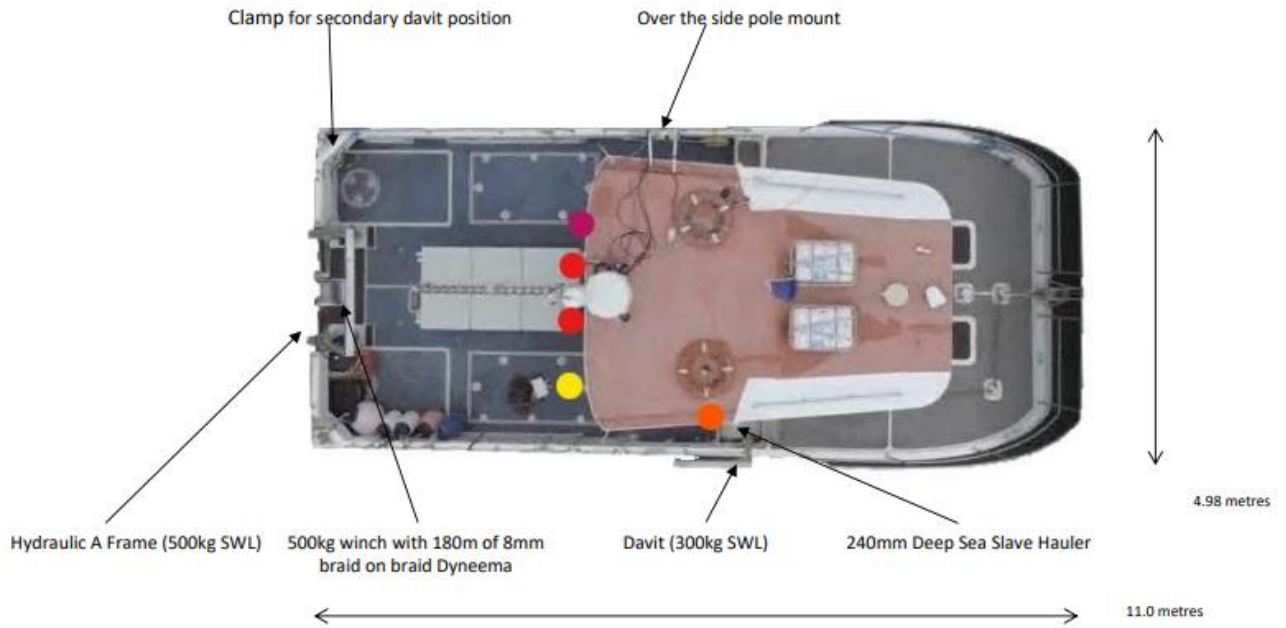 Clamp for secondary davit position
Over the side pole mount
4.98 metres
Hydraulic A Frame (500kg SWL)
500kg winch with 180m of 8mm
braid on braid Dyneema
Davit (300kg SWL)
240mm Deep Sea Slave Hauler
11.0 metres